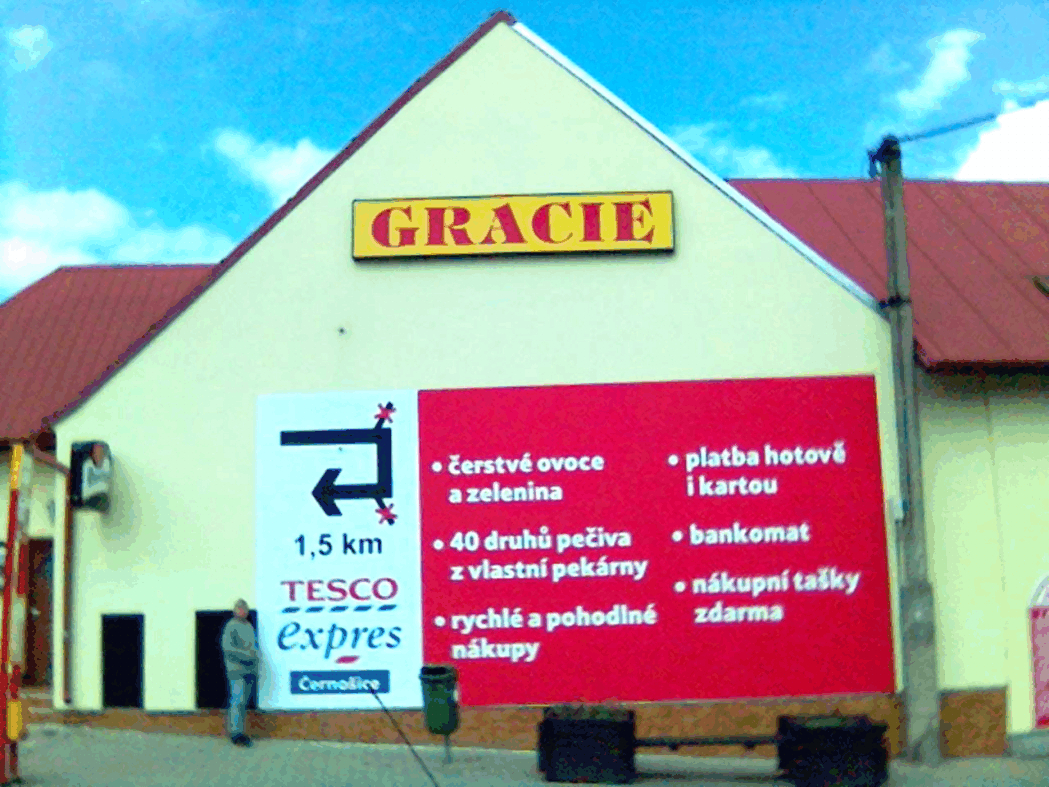 GRACIE
1,5 km
TESCO
expres
Černošice
• čerstvé ovoce
a zelenina
• 40 druhů pečiva
z vlastní pekárny
• rychlé a pohodlné
nákupy
• platba hotově
i kartou
• bankomat
• nákupní tašky
zdarma